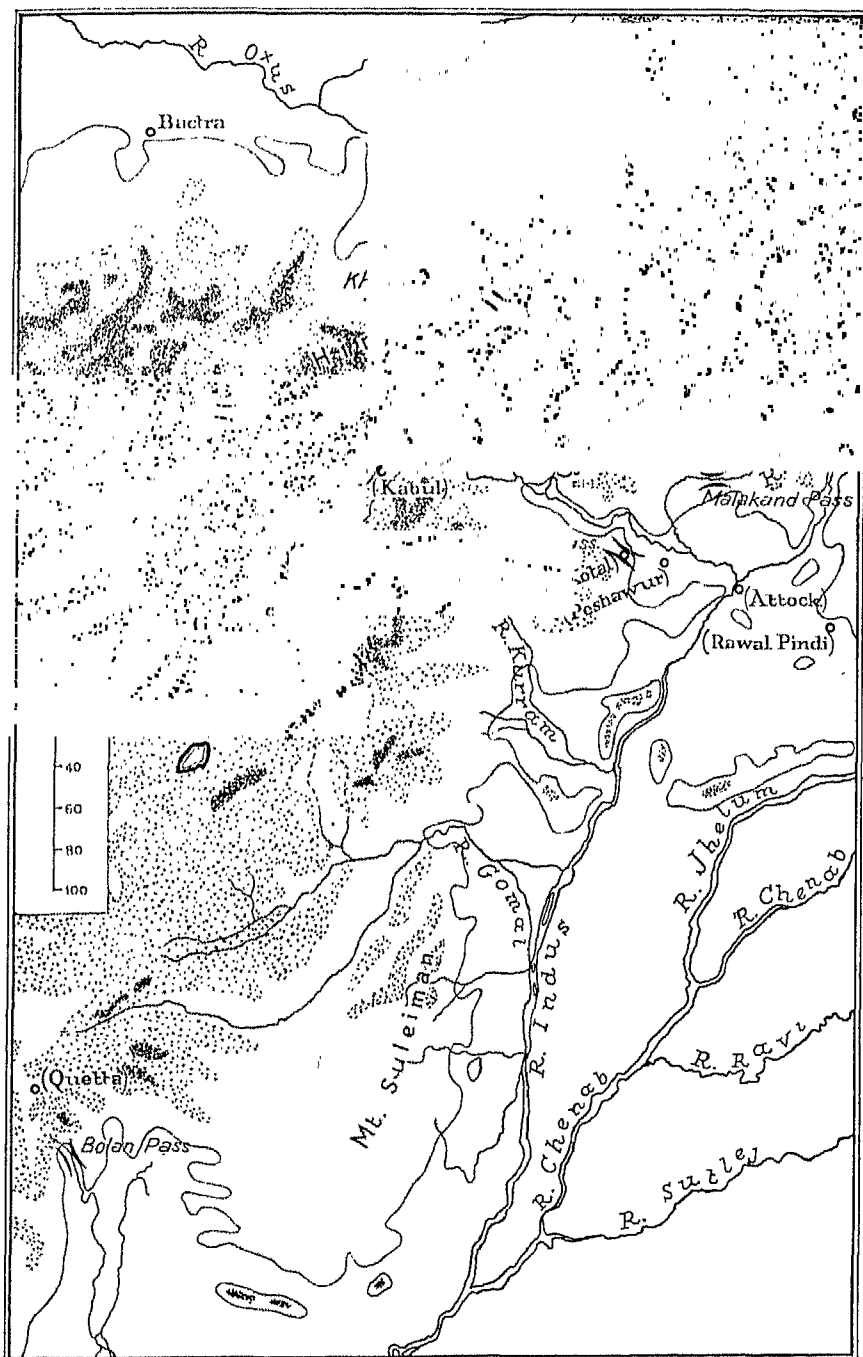 R. Oxus
Bactra
(Kabul)
Malakand Pass
(Attock)
(Rawal Pindi)
R. Kurram
40
60
80
100
R. Jhelum
R. Chenab
R. Gomal
R. Indus
Mt. Suleiman
R. Ravi
(Quetta)
R. Chenab
Bolan Pass
R. Sutlej